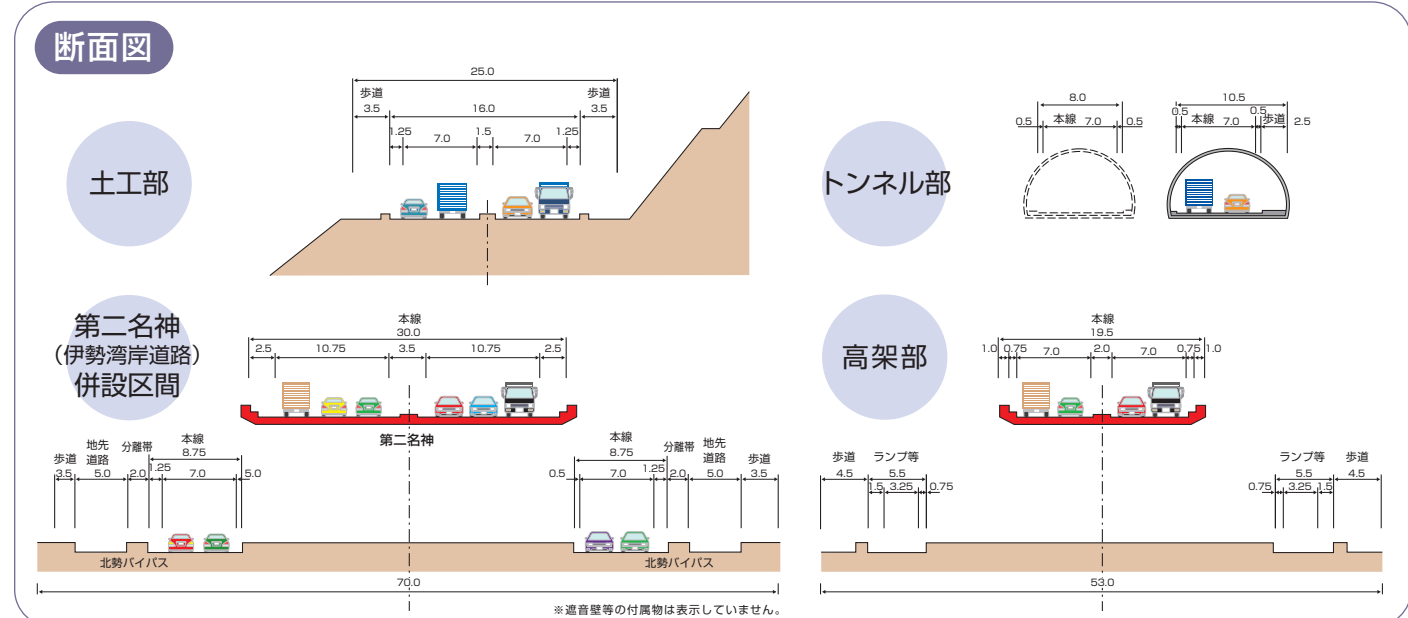 断面図
土工部
25.0
歩道
歩道
3.5
16.0
3.5
1.25
7.0
1.5
7.0
1.25
トンネル部
8.0
0.5
本線
7.0
0.5
10.5
0.5
0.5
本線
7.0
歩道
2.5
第二名神
(伊勢湾岸道路)
併設区間
本線
30.0
2.5
10.75
3.5
10.75
2.5
第二名神
歩道
地先
道路
分離帯
本線
8.75
3.5
5.0
2.0
1.25
7.0
5.0
本線
8.75
分離帯
地先
道路
歩道
0.5
7.0
1.25
2.0
5.0
3.5
北勢バイパス
北勢バイパス
70.0
※遮音壁等の付属物は表示していません。
高架部
本線
19.5
1.0
0.75
7.0
2.0
7.0
0.75
1.0
歩道
ランプ等
4.5
5.5
1.5
3.25
0.75
ランプ等
歩道
5.5
4.5
0.75
3.25
1.5
53.0